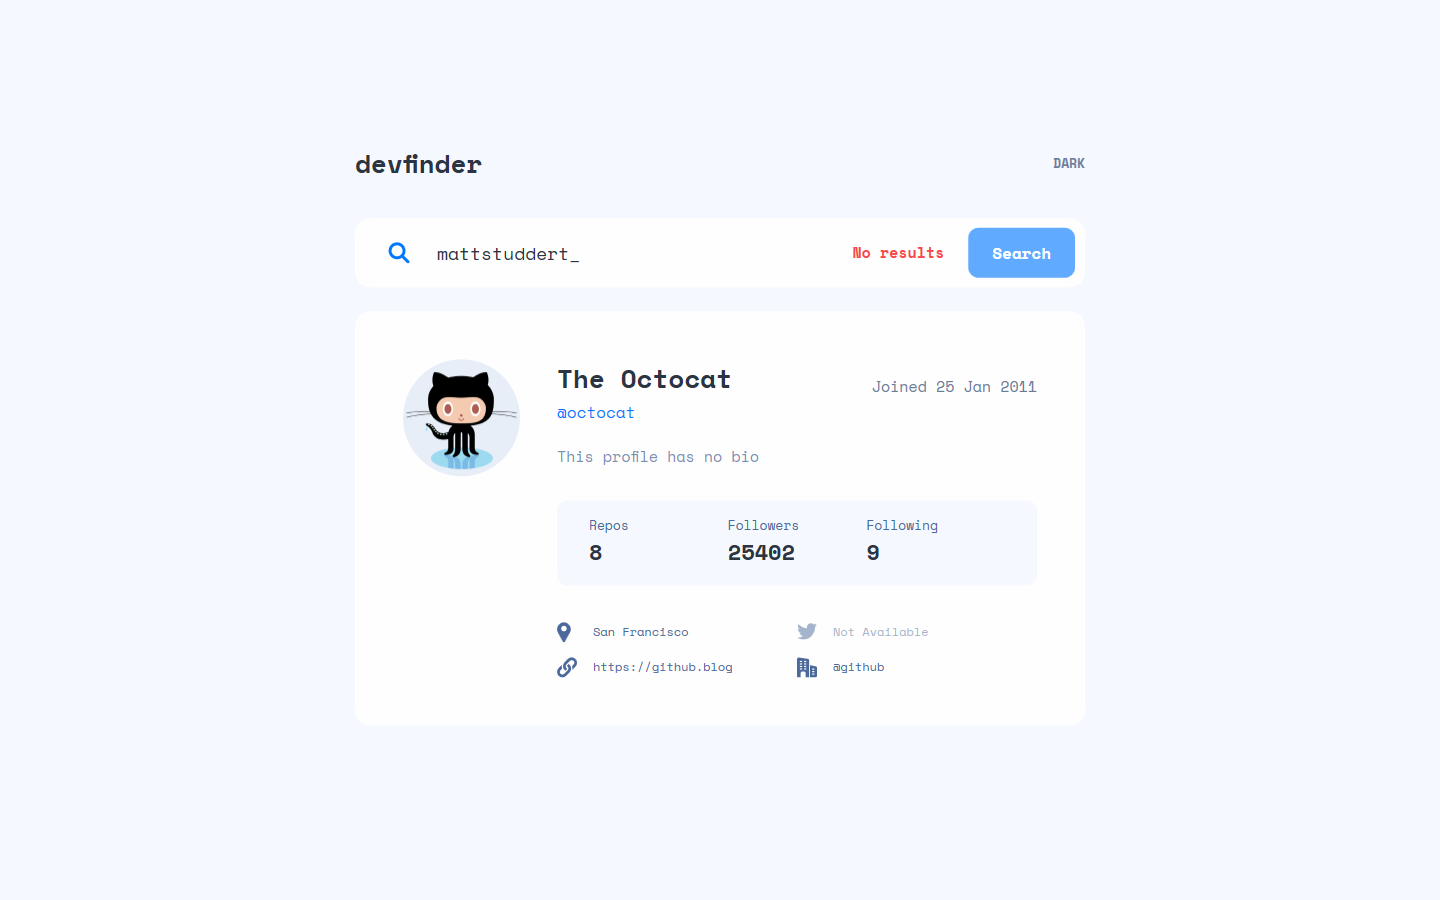 devfinder
DARK
mattstuddert_
No results
Search
The Octocat
Joined 25 Jan 2011
@octocat
This profile has no bio
Repos
Followers
Following
8
25402
9
San Francisco
Not Available
https://github.blog
@github